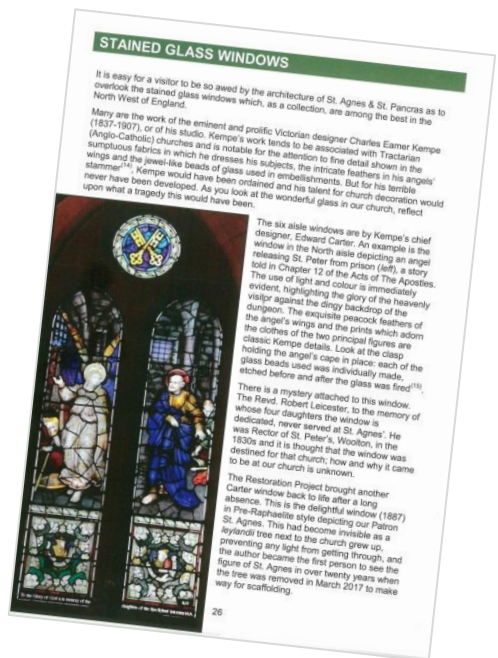 STAINED GLASS WINDOWS
It is easy for a visitor to be so awed by the architecture of St. Agnes & St. Pancras as to
overlook the stained glass windows which, as a collection, are among the best in the
North West of England.
Many are the work of the eminent and prolific Victorian designer Charles Eamer Kempe
(1837-1907), or of his studio. Kempe's work tends to be associated with Tractarian
(Anglo-Catholic) churches and is notable for the attention to fine detail shown in the
sumptuous fabrics in which he dresses his subjects, the intricate feathers in his angels'
wings and the jewel-like beads of glass used in embellishments. But for his terrible
stammer(14), Kempe would have been ordained and his talent for church decoration would
never have been developed. As you look at the wonderful glass in our church, reflect
upon what a tragedy this would have been.
The six aisle windows are by Kempe's chief
designer, Edward Carter. An example is the
window in the North aisle depicting an angel
releasing St. Peter from prison (left), a story
told in Chapter 12 of the Acts of The Apostles.
The use of light and colour is immediately
evident, highlighting the glory of the heavenly
visitor against the dingy backdrop of the
dungeon. The exquisite peacock feathers of
the angel's wings and the prints which adorn
the clothes of the two principal figures are
classic Kempe details. Look at the clasp
holding the angel's cape in place: each of the
glass beads used was individually made,
etched before and after the glass was fired(15).
There is a mystery attached to this window.
The Revd. Robert Leicester, to the memory of
whose four daughters the window is
dedicated, never served at St. Agnes'. He
was Rector of St. Peter's, Woolton, in the
1830s and it is thought that the window was
destined for that church; how and why it came
to be at our church is unknown.
The Restoration Project brought another
Carter window back to life after a long
absence. This is the delightful window (1887)
in Pre-Raphaelite style depicting our Patron
St. Agnes. This had become invisible as a
leylandii tree next to the church grew up,
preventing any light from getting through, and
the author became the first person to see the
figure of St. Agnes in over twenty years when
the tree was removed in March 2017 to make
way for scaffolding.
26